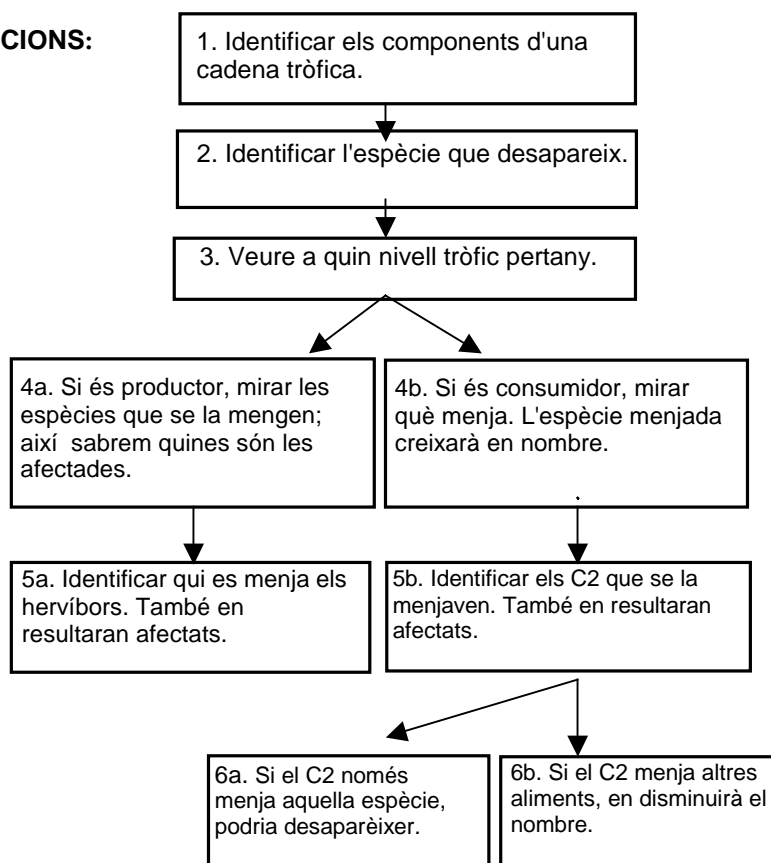 CIONS:
1. Identificar els components d'una
cadena tròfica.
2. Identificar l'espècie que desapareix.
3. Veure a quin nivell tròfic pertany.
4a. Si és productor, mirar les
espècies que se la mengen;
així sabrem quines són les
afectades.
4b. Si és consumidor, mirar
què menja. L'espècie menjada
creixarà en nombre.
5a. Identificar qui es menja els
hervíbors. També en
resultaran afectats.
5b. Identificar els C2 que se la
menjaven. També en resultaran
afectats.
6a. Si el C2 només
menja aquella espècie,
podria desaparèixer.
6b. Si el C2 menja altres
aliments, en disminuirà el
nombre.